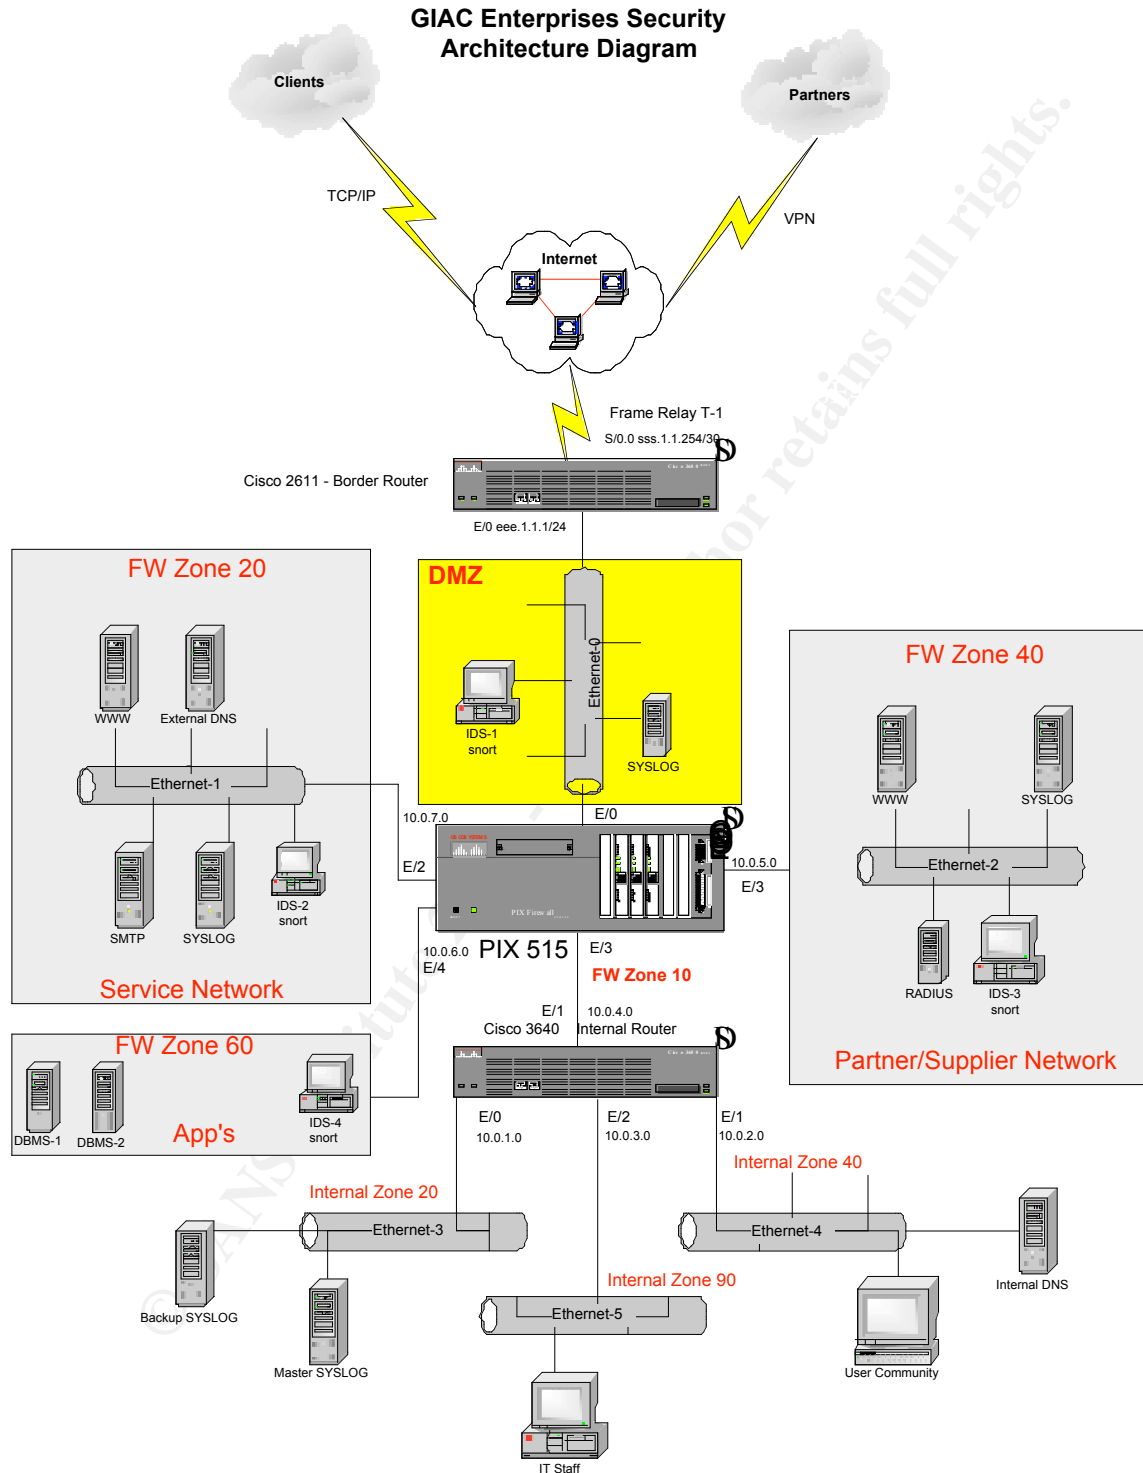 GIAC Enterprises Security
Architecture Diagram
Clients
Partners
TCP/IP
VPN
Internet
Frame Relay T-1
S/0.0 sss.1.1.254/30
Cisco 2611 - Border Router
E/0 eee.1.1.1/24
FW Zone 20
WWW
External DNS
Ethernet-1
SMTP
SYSLOG
IDS-2
snort
Service Network
DMZ
Ethernet-0
IDS-1
snort
SYSLOG
E/0
10.0.7.0
E/2
FW Zone 40
WWW
SYSLOG
Ethernet-2
RADIUS
IDS-3
snort
Partner/Supplier Network
10.0.5.0
E/3
PIX Firewall
10.0.6.0
E/4
PIX 515
E/3
FW Zone 10
E/1
10.0.4.0
Cisco 3640
Internal Router
FW Zone 60
DBMS-1
DBMS-2
App's
IDS-4
snort
E/0
10.0.1.0
E/2
10.0.3.0
E/1
10.0.2.0
Internal Zone 20
Ethernet-3
Backup SYSLOG
Master SYSLOG
Internal Zone 40
Ethernet-4
Internal DNS
User Community
Internal Zone 90
Ethernet-5
IT Staff